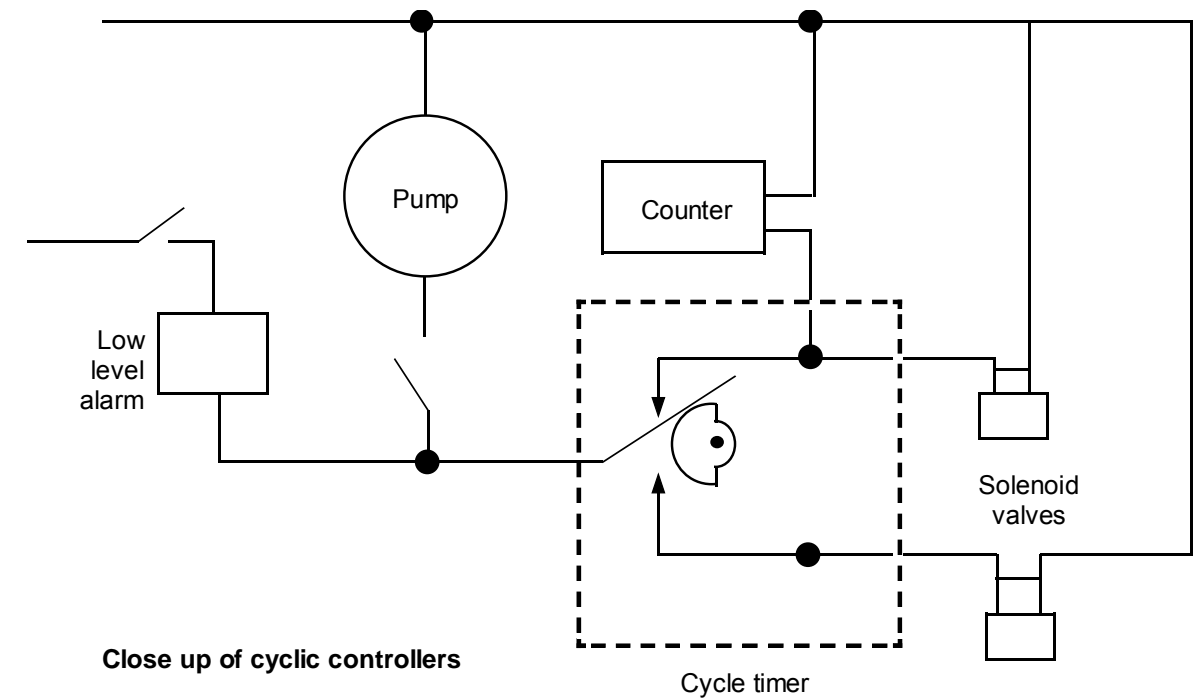 Pump
Counter
Low
level
alarm
Solenoid
valves
Close up of cyclic controllers
Cycle timer